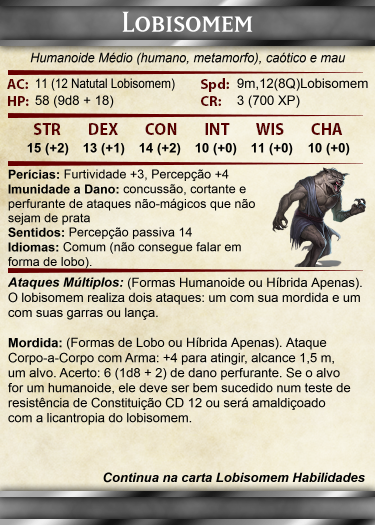 LOBISOMEM
Humanoide Médio (humano, metamorfo), caótico e mau
AC: 11 (12 Natutal Lobisomem) Spd: 9m,12(8Q)Lobisomem
HP: 58 (9d8 + 18) CR: 3 (700 XP)
STR DEX CON INT WIS CHA
15 (+2) 13 (+1) 14 (+2) 10 (+0) 11 (+0) 10 (+0)
Perícias: Furtividade +3, Percepção +4
Imunidade a Dano: concussão, cortante e
perfurante de ataques não-mágicos que não
sejam de prata
Sentidos: Percepção passiva 14
Idiomas: Comum (não consegue falar em
forma de lobo).
Ataques Múltiplos: (Formas Humanoide ou Híbrida Apenas).
O lobisomem realiza dois ataques: um com sua mordida e um
com suas garras ou lança.
Mordida: (Formas de Lobo ou Híbrida Apenas). Ataque
Corpo-a-Corpo com Arma: +4 para atingir, alcance 1,5 m,
um alvo. Acerto: 6 (1d8 + 2) de dano perfurante. Se o alvo
for um humanoide, ele deve ser bem sucedido num teste de
resistência de Constituição CD 12 ou será amaldiçoado
com a licantropia do lobisomem.
Continua na carta Lobisomem Habilidades